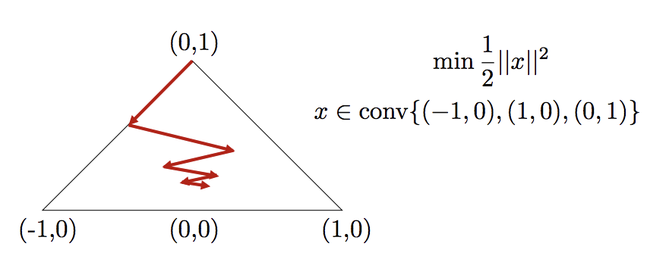 (0,1)
min 1/2 ||x||²
x ∈ conv{(−1,0),(1,0),(0,1)}
(-1,0) (0,0) (1,0)